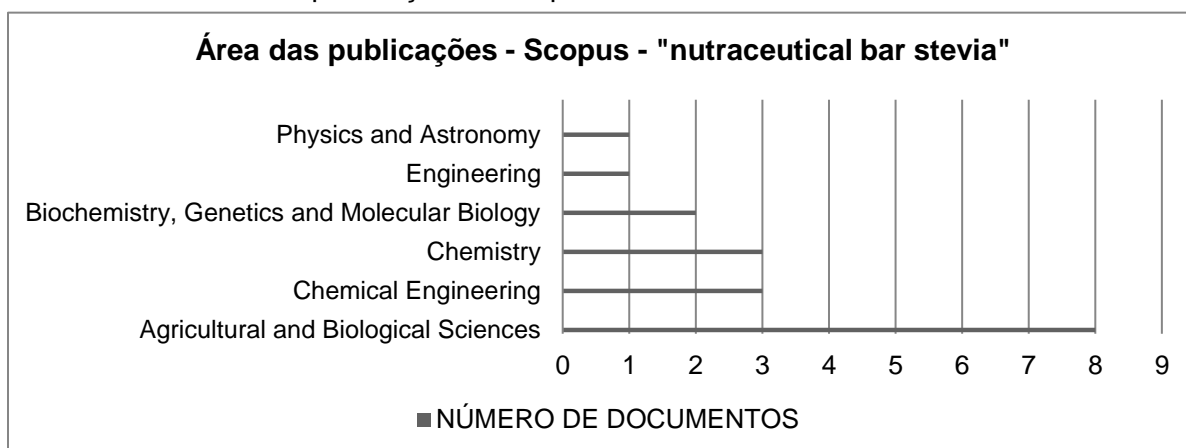 Área das publicações - Scopus - "nutraceutical bar stevia"
Physics and Astronomy
Engineering
Biochemistry, Genetics and Molecular Biology
Chemistry
Chemical Engineering
Agricultural and Biological Sciences
0 1 2 3 4 5 6 7 8 9
NÚMERO DE DOCUMENTOS